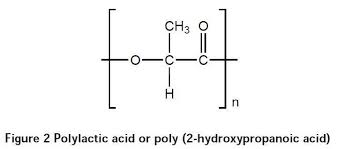 CH3 O
O C C
H
n
Figure 2 Polylactic acid or poly (2-hydroxypropanoic acid)